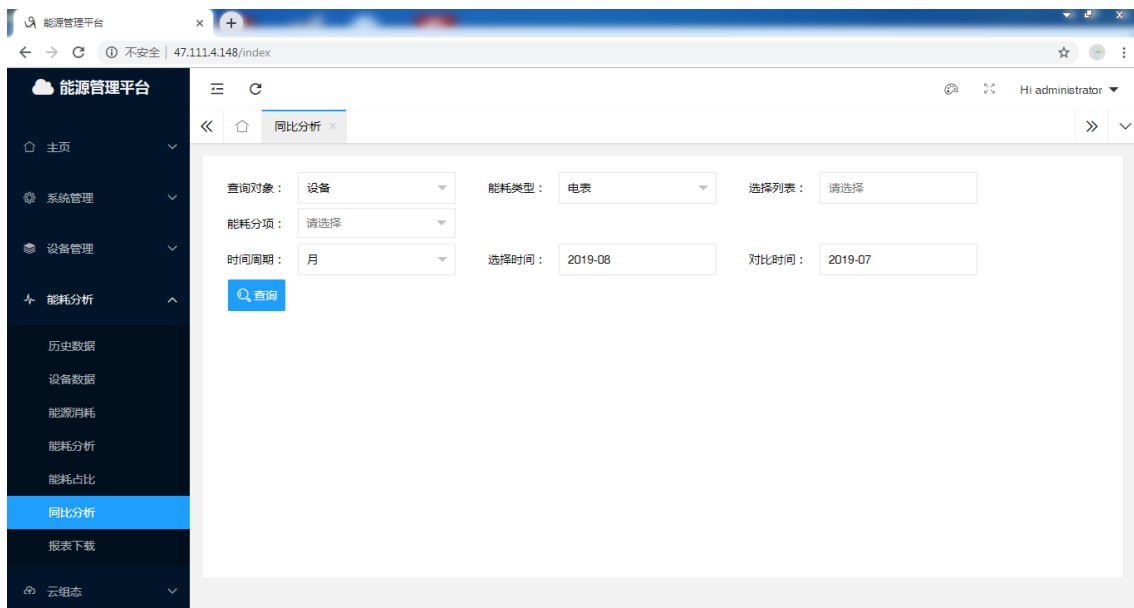 能源管理平台
不安全 | 47.111.4.148/index
能源管理平台
Hi administrator
同比分析
主页
系统管理
设备管理
能耗分析
历史数据
设备数据
能源消耗
能耗分析
能耗占比
同比分析
报表下载
云组态
查询对象： 设备 能耗类型： 电表 选择列表： 请选择
能耗分项： 请选择
时间周期： 月 选择时间： 2019-08 对比时间： 2019-07
查询